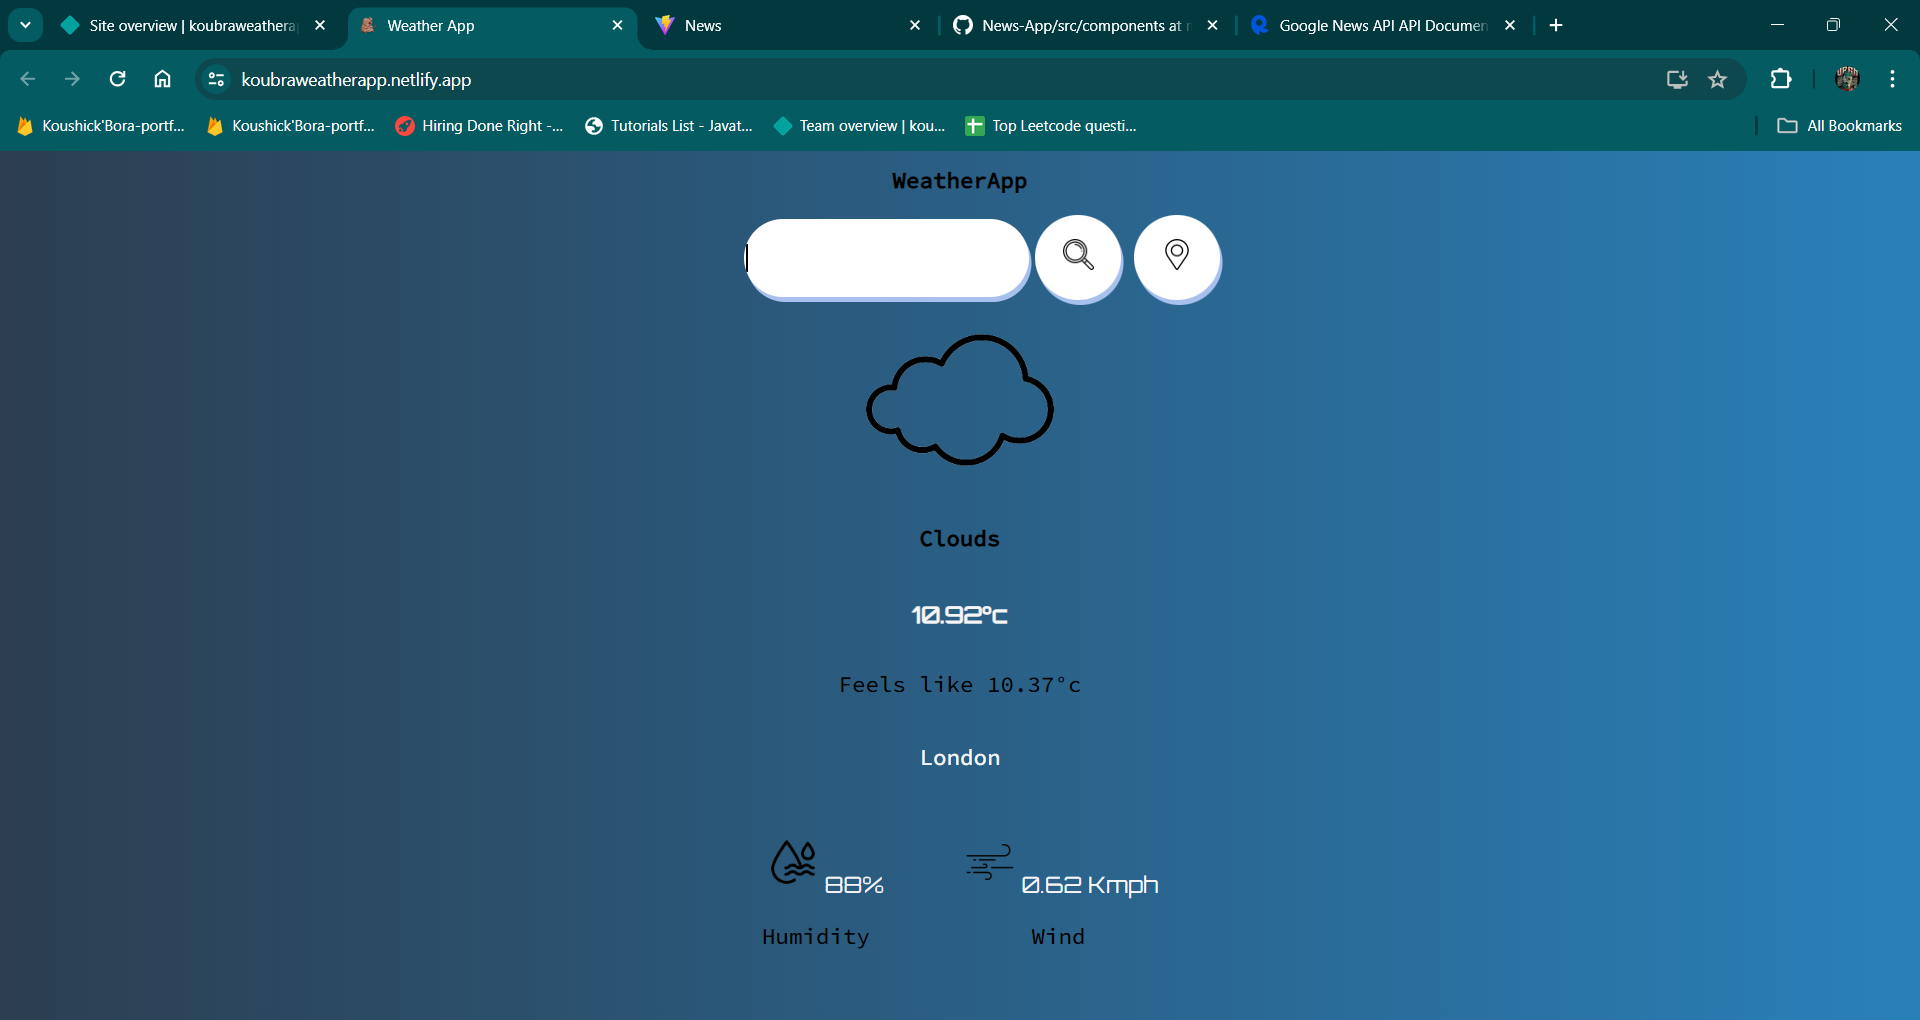 Site overview | koubraweathera
Weather App
News
News-App/src/components at
Google News API API Documen
koubraweatherapp.netlify.app
Koushick'Bora-portf...
Koushick'Bora-portf...
Hiring Done Right -...
Tutorials List - Javat...
Team overview | kou...
Top Leetcode questi...
All Bookmarks
WeatherApp
Clouds
10.92°c
Feels like 10.37°c
London
88%
0.62 Kmph
Humidity
Wind